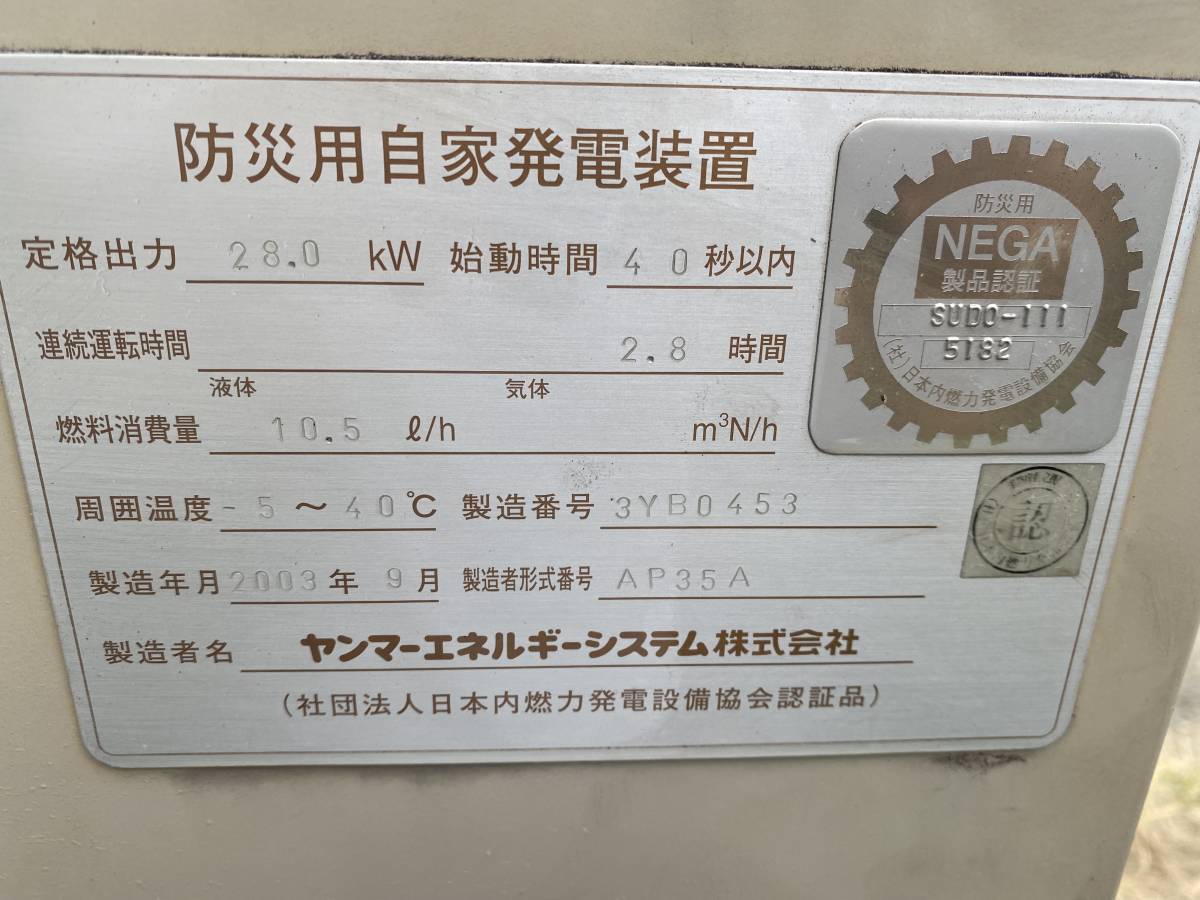 防災用自家発電装置
定格出力 28.0 kW 始動時間 40 秒以内
連続運転時間 2.8 時間
液体 気体
燃料消費量 10.5 ℓ/h m³N/h
周囲温度 -5 ～ 40℃ 製造番号 3YB0453
製造年月 2003 年 9 月 製造者形式番号 AP35A
製造者名 ヤンマーエネルギーシステム株式会社
(社団法人日本内燃力発電設備協会認証品)
防災用
NEGA
製品認証
SUDO-111
5182
(社)日本内燃力発電設備協会
認